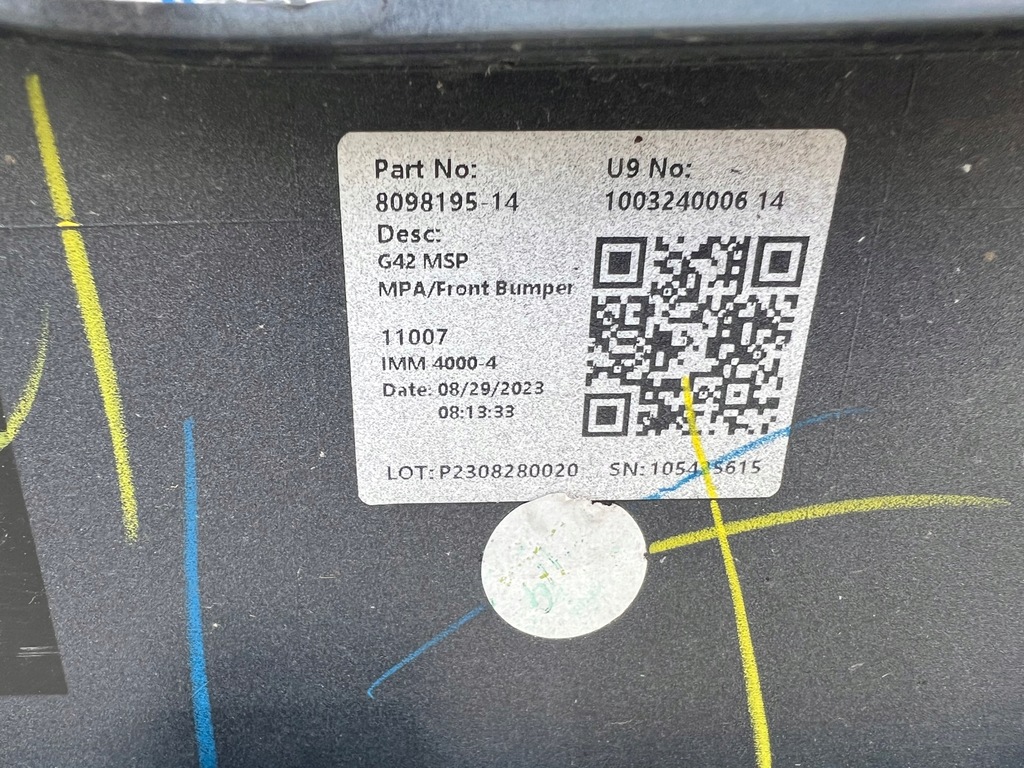 Part No:
8098195-14
U9 No:
1003240006 14
Desc:
G42 MSP
MPA/Front Bumper
11007
IMM 4000-4
Date: 08/29/2023
08:13:33
LOT: P2308280020
SN: